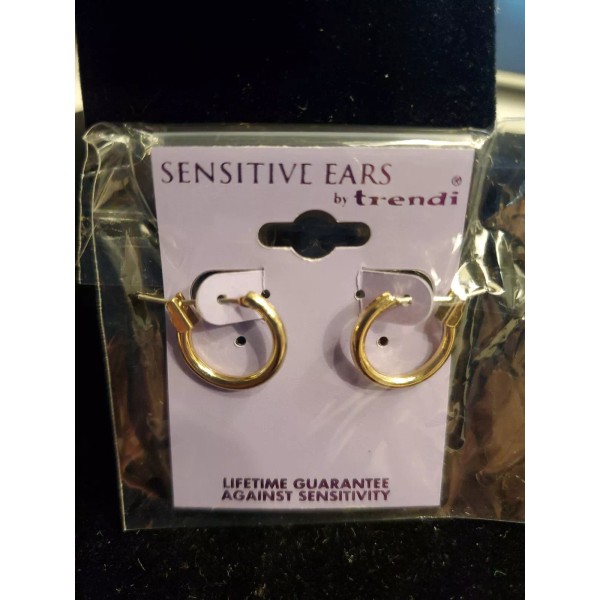 SENSITIVE EARS
by trendi ®
LIFETIME GUARANTEE
AGAINST SENSITIVITY